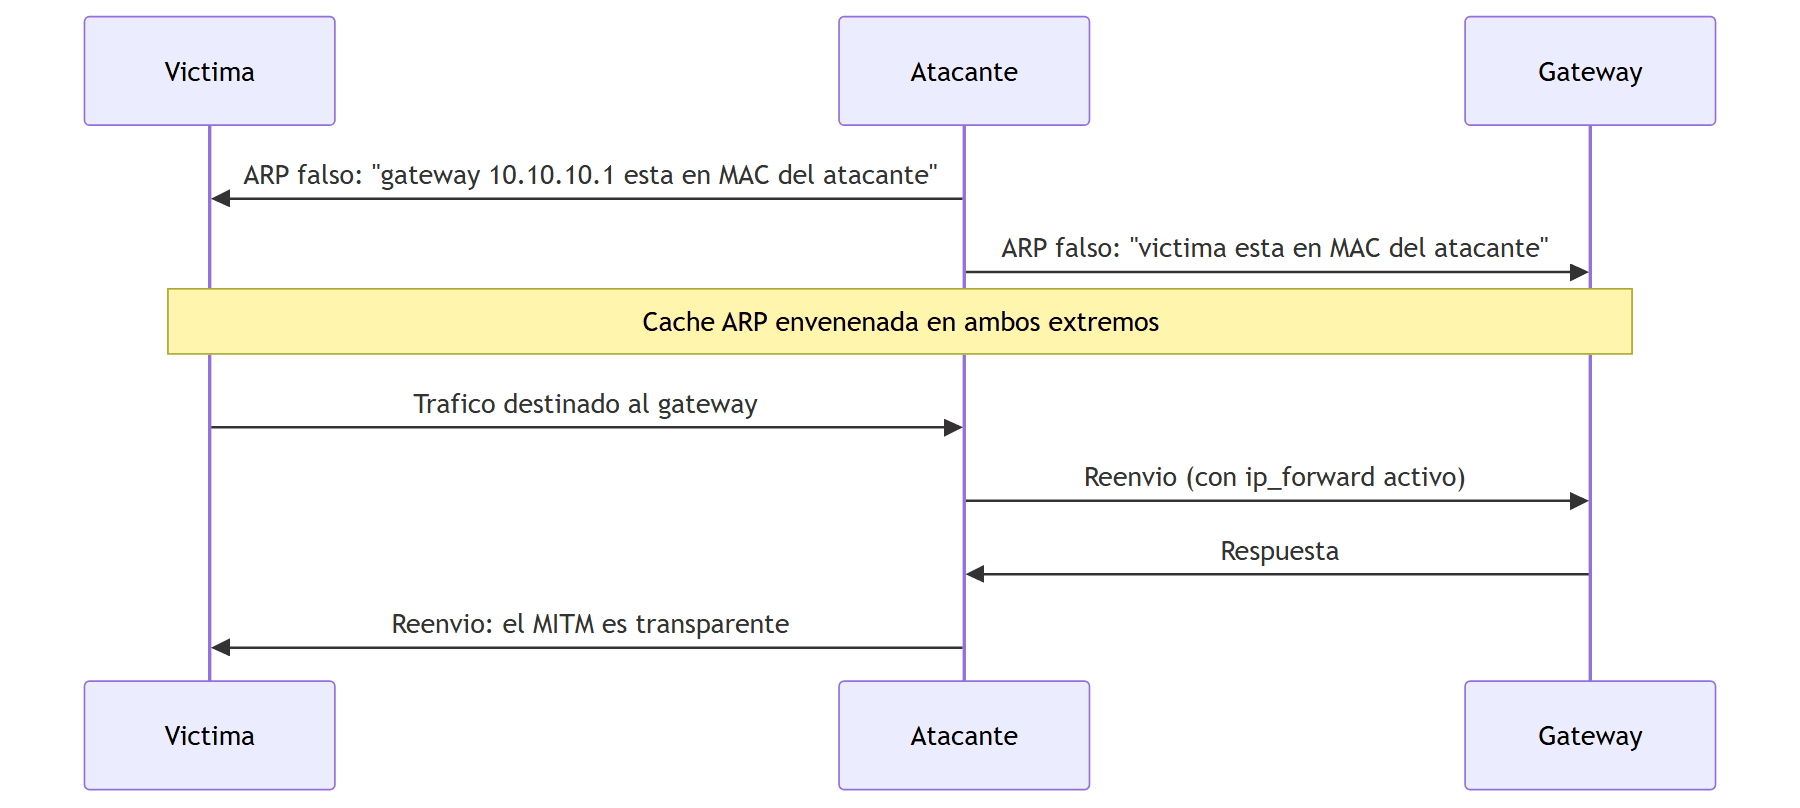 Victima
Atacante
Gateway
ARP falso: "gateway 10.10.10.1 esta en MAC del atacante"
ARP falso: "victima esta en MAC del atacante"
Cache ARP envenenada en ambos extremos
Trafico destinado al gateway
Reenvio (con ip_forward activo)
Respuesta
Reenvio: el MITM es transparente
Victima
Atacante
Gateway